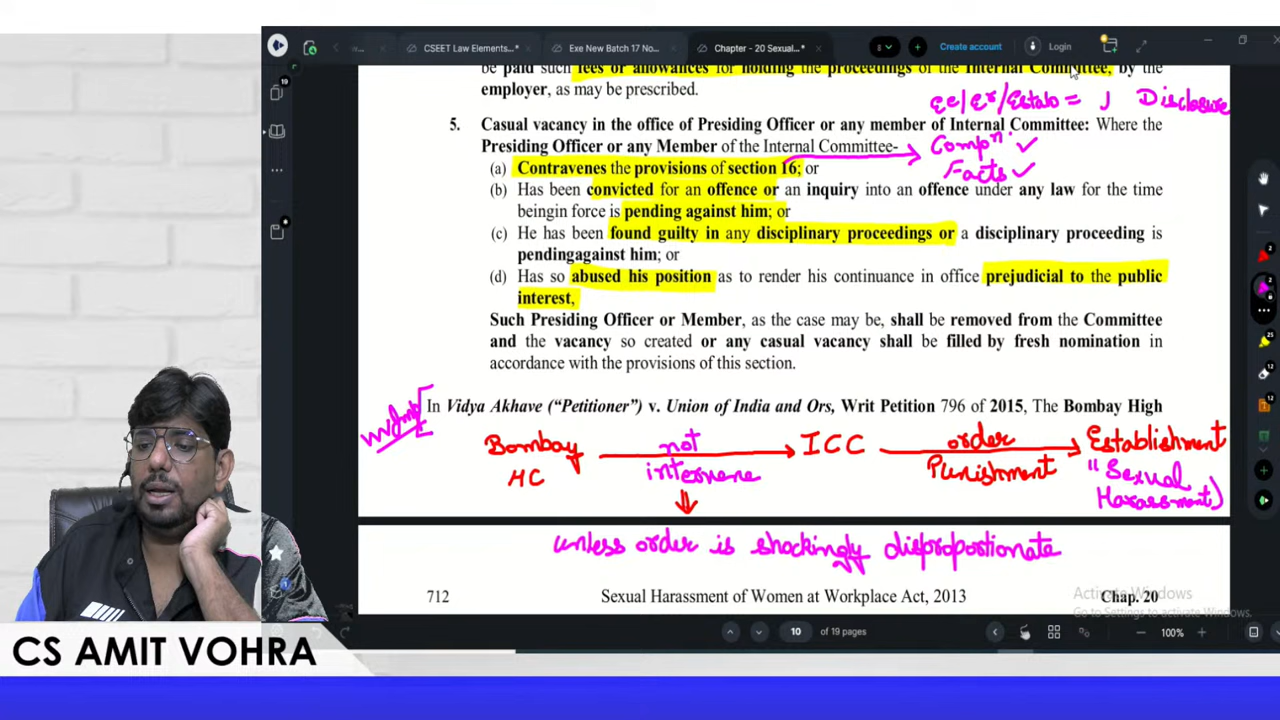 CSEET Law Elements...*
Exe New Batch 17 No...
Chapter - 20 Sexual...*
8
Create account
Login
19
be paid such fees or allowances for holding the proceedings of the Internal Committee, by the
employer, as may be prescribed.
Disclosure
5. Casual vacancy in the office of Presiding Officer or any member of Internal Committee: Where the
Presiding Officer or any Member of the Internal Committee-
Compn ✓
(a) Contravenes the provisions of section 16; or
Facts ✓
(b) Has been convicted for an offence or an inquiry into an offence under any law for the time
beingin force is pending against him; or
(c) He has been found guilty in any disciplinary proceedings or a disciplinary proceeding is
pendingagainst him; or
(d) Has so abused his position as to render his continuance in office prejudicial to the public
interest,
Such Presiding Officer or Member, as the case may be, shall be removed from the Committee
and the vacancy so created or any casual vacancy shall be filled by fresh nomination in
accordance with the provisions of this section.
In Vidya Akhave (“Petitioner”) v. Union of India and Ors, Writ Petition 796 of 2015, The Bombay High
Bombay HC not intervene ICC order Punishment Establishment
"Sexual
Harassment)
unless order is shockingly disproportionate
712 Sexual Harassment of Women at Workplace Act, 2013 Chap. 20
Activate Windows
Go to Settings to activate Windows.
10 of 19 pages
100%
CS AMIT VOHRA